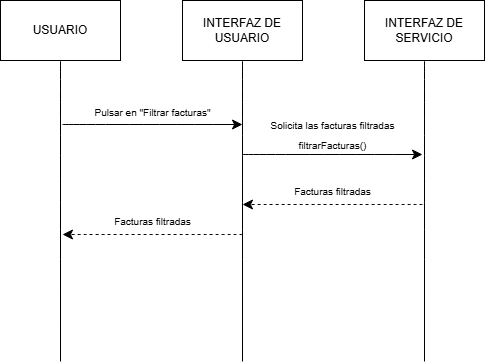 USUARIO
INTERFAZ DE
USUARIO
INTERFAZ DE
SERVICIO
Pulsar en "Filtrar facturas"
Solicita las facturas filtradas
filtrarFacturas()
Facturas filtradas
Facturas filtradas